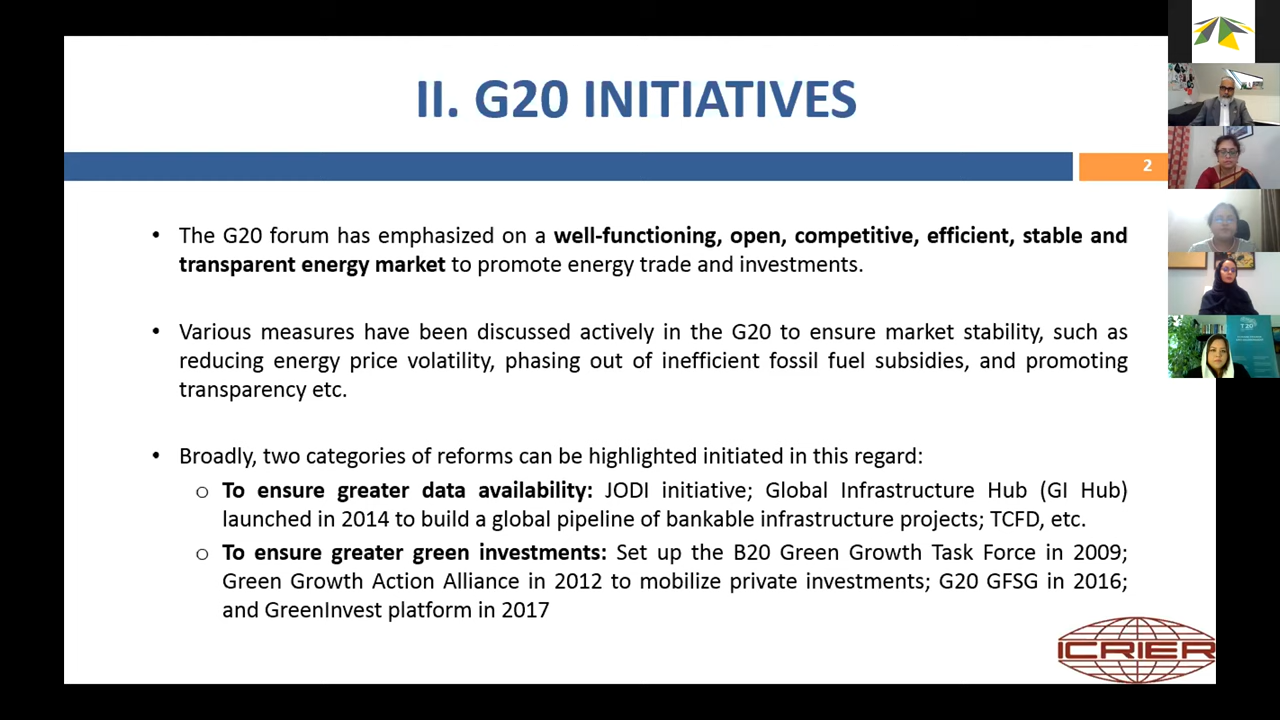 II. G20 INITIATIVES
2
• The G20 forum has emphasized on a well-functioning, open, competitive, efficient, stable and
transparent energy market to promote energy trade and investments.
• Various measures have been discussed actively in the G20 to ensure market stability, such as
reducing energy price volatility, phasing out of inefficient fossil fuel subsidies, and promoting
transparency etc.
• Broadly, two categories of reforms can be highlighted initiated in this regard:
o To ensure greater data availability: JODI initiative; Global Infrastructure Hub (GI Hub)
launched in 2014 to build a global pipeline of bankable infrastructure projects; TCFD, etc.
o To ensure greater green investments: Set up the B20 Green Growth Task Force in 2009;
Green Growth Action Alliance in 2012 to mobilize private investments; G20 GFSG in 2016;
and GreenInvest platform in 2017
ICRIER
T20